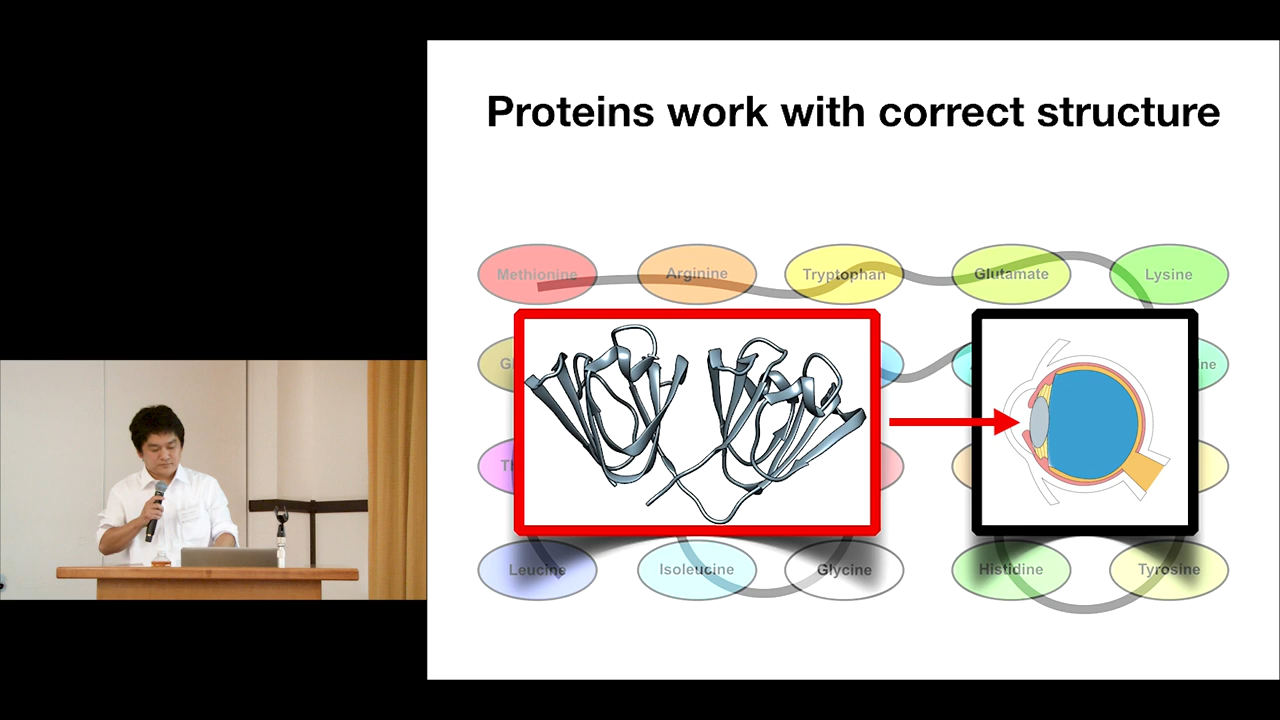 Proteins work with correct structure
Methionine Arginine Tryptophan Glutamate Lysine
Leucine Isoleucine Glycine Histidine Tyrosine